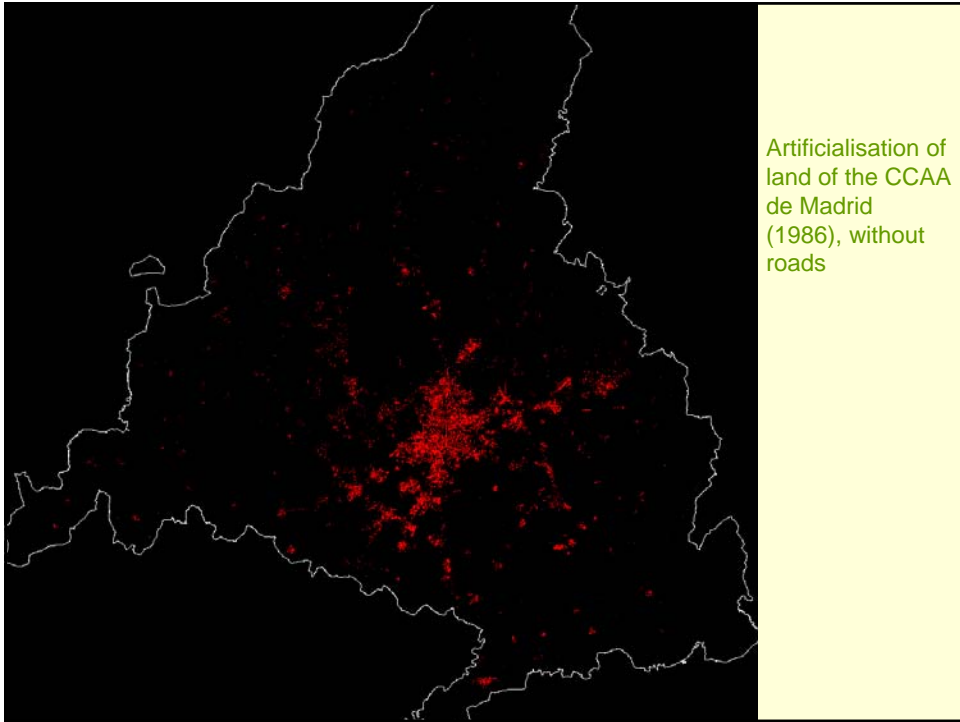 Artificialisation of
land of the CCAA
de Madrid
(1986), without
roads